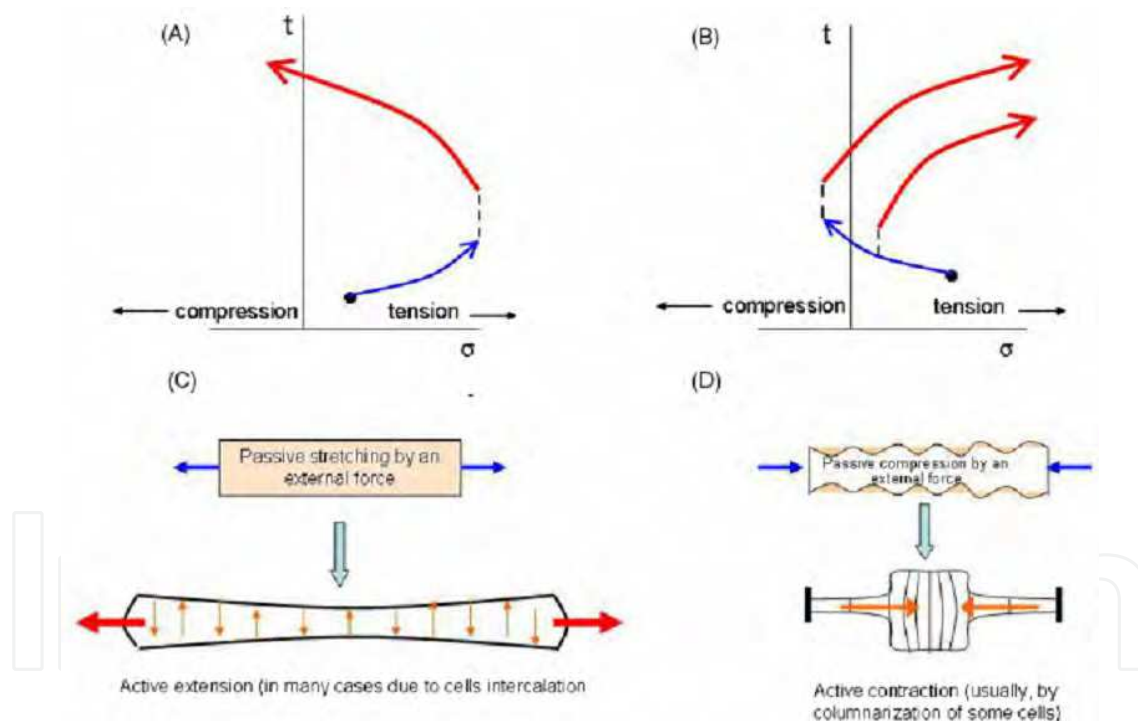 (A)
t
compression
tension
σ
(B)
t
compression
tension
σ
(C)
Passive stretching by an
external force
Active extension (in many cases due to cells intercalation
(D)
Passive compression by an
external force
Active contraction (usually, by
columnarization of some cells)